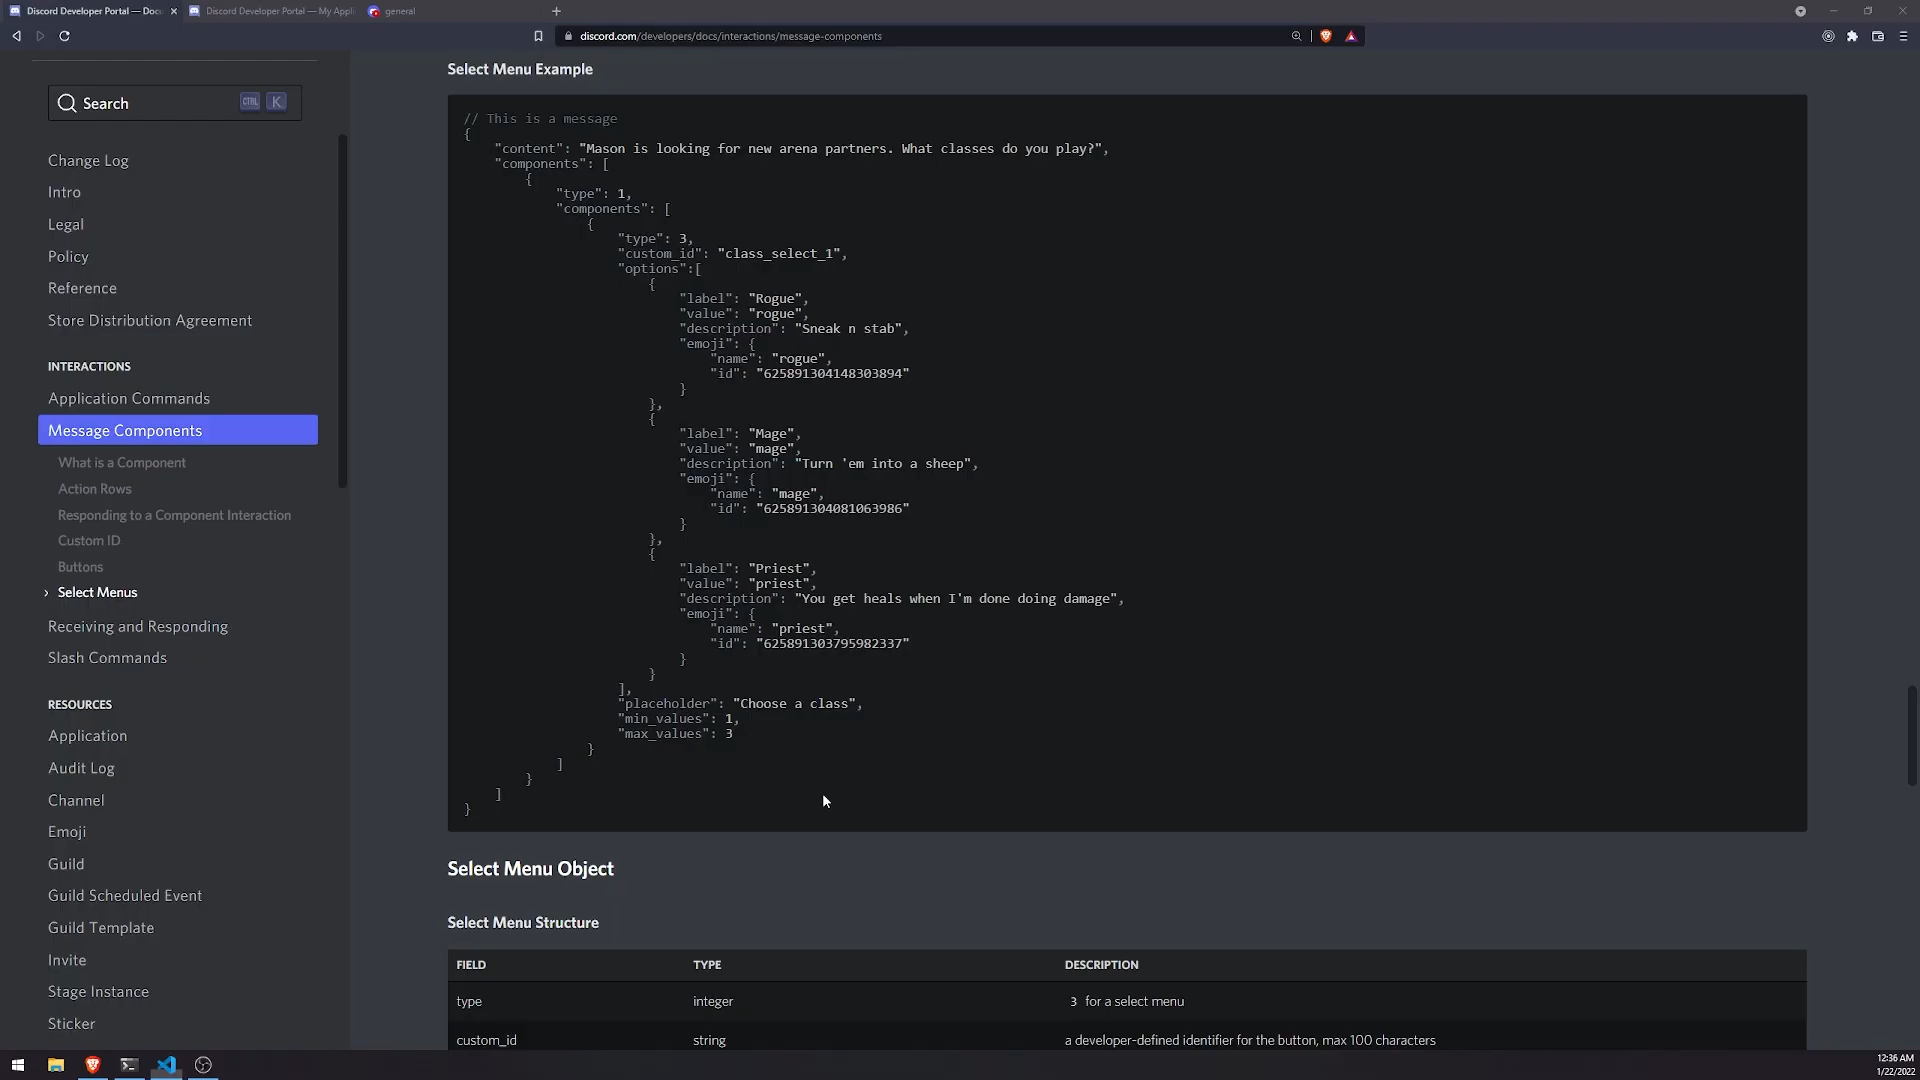 Discord Developer Portal — Docu
Discord Developer Portal — My Appli
general
discord.com/developers/docs/interactions/message-components
Search
CTRL K
Change Log
Intro
Legal
Policy
Reference
Store Distribution Agreement
INTERACTIONS
Application Commands
Message Components
What is a Component
Action Rows
Responding to a Component Interaction
Custom ID
Buttons
Select Menus
Receiving and Responding
Slash Commands
RESOURCES
Application
Audit Log
Channel
Emoji
Guild
Guild Scheduled Event
Guild Template
Invite
Stage Instance
Sticker
Select Menu Example
// This is a message
{
"content": "Mason is looking for new arena partners. What classes do you play?",
"components": [
{
"type": 1,
"components": [
{
"type": 3,
"custom_id": "class_select_1",
"options":[
{
"label": "Rogue",
"value": "rogue",
"description": "Sneak n stab",
"emoji": {
"name": "rogue",
"id": "625891304148303894"
}
},
{
"label": "Mage",
"value": "mage",
"description": "Turn 'em into a sheep",
"emoji": {
"name": "mage",
"id": "625891304081063986"
}
},
{
"label": "Priest",
"value": "priest",
"description": "You get heals when I'm done doing damage",
"emoji": {
"name": "priest",
"id": "625891303795982337"
}
}
],
"placeholder": "Choose a class",
"min_values": 1,
"max_values": 3
}
]
}
]
}
Select Menu Object
Select Menu Structure
FIELD TYPE DESCRIPTION
type integer 3 for a select menu
custom_id string a developer-defined identifier for the button, max 100 characters
12:36 AM
1/22/2022